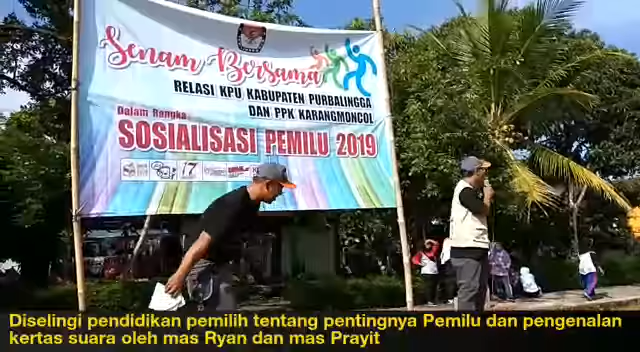 Senam Bersama
RELASI KPU KABUPATEN PURBALINGGA
DAN PPK KARANGMONCOL
Dalam Rangka
SOSIALISASI PEMILU 2019
Diselingi pendidikan pemilih tentang pentingnya Pemilu dan pengenalan
kertas suara oleh mas Ryan dan mas Prayit